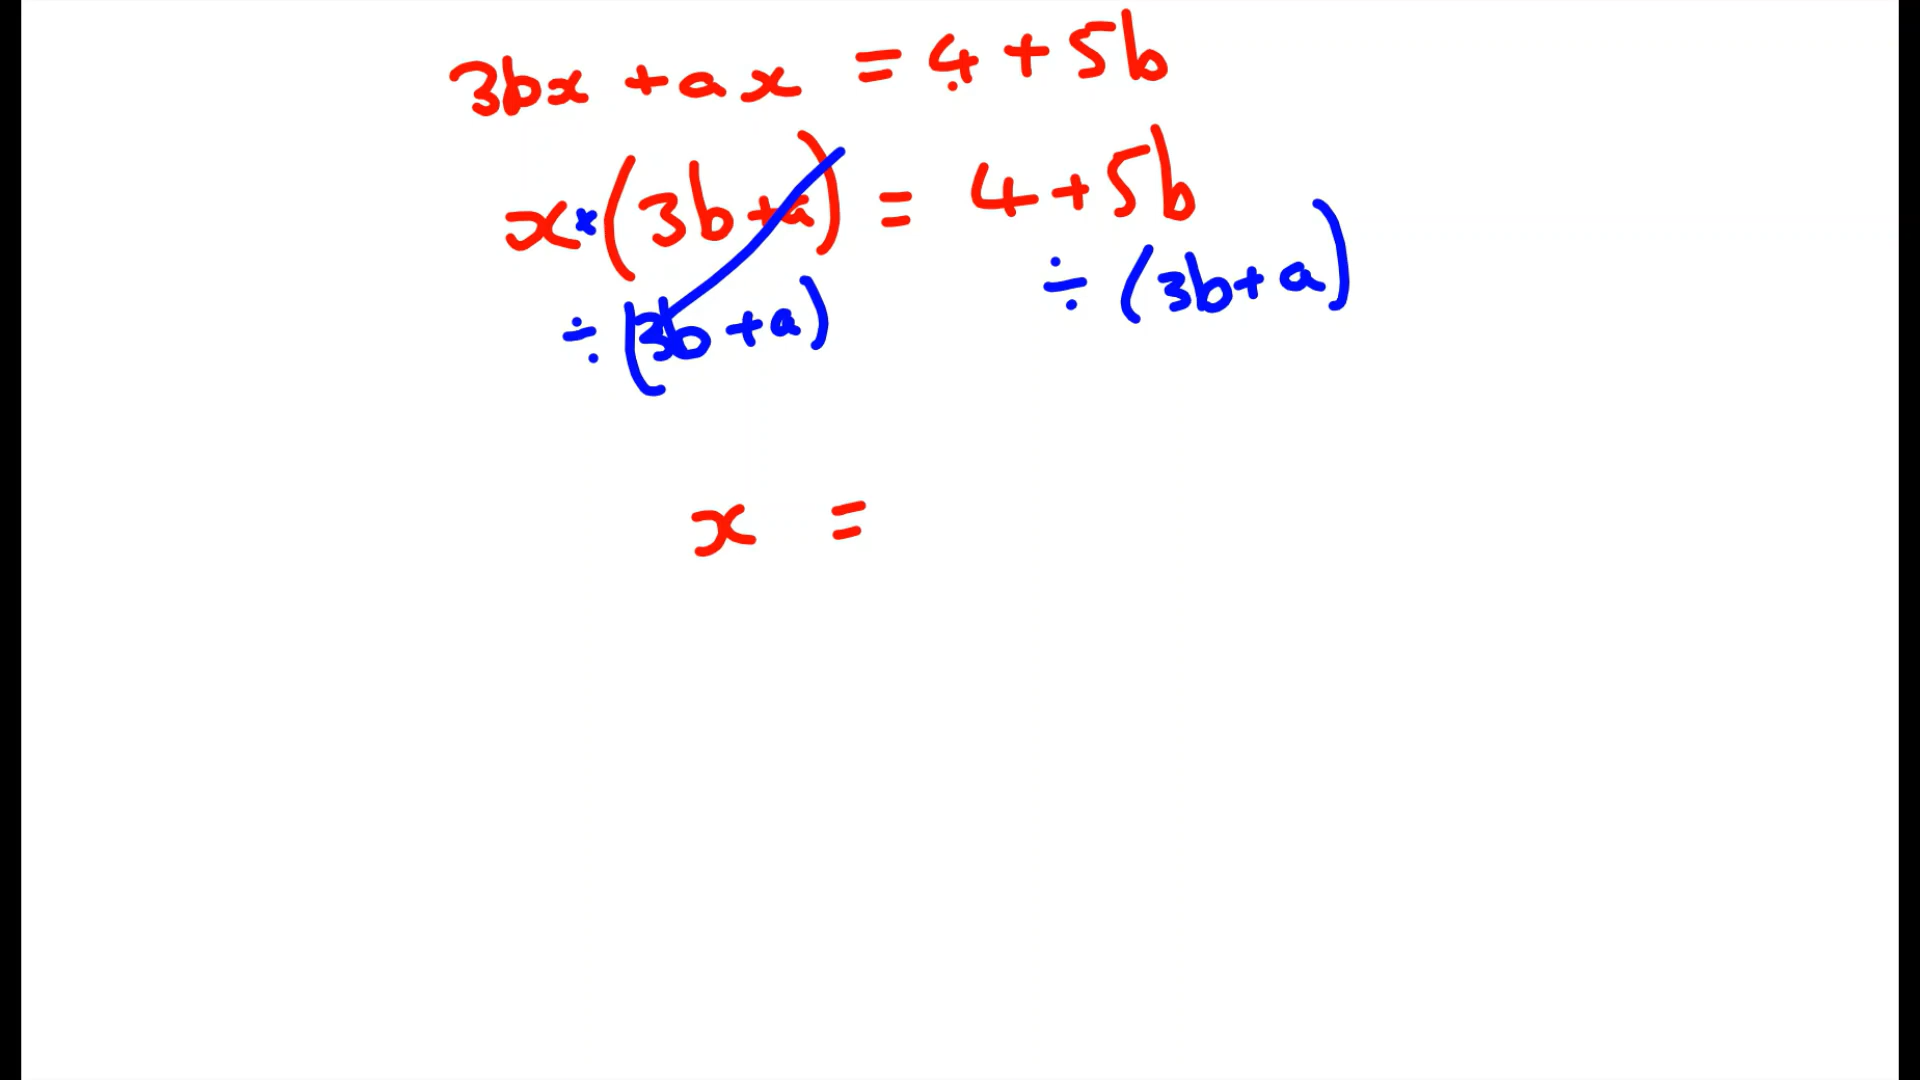 3bx + ax = 4 + 5b
x × (3b + a) = 4 + 5b
÷ (3b + a) ÷ (3b + a)
x =